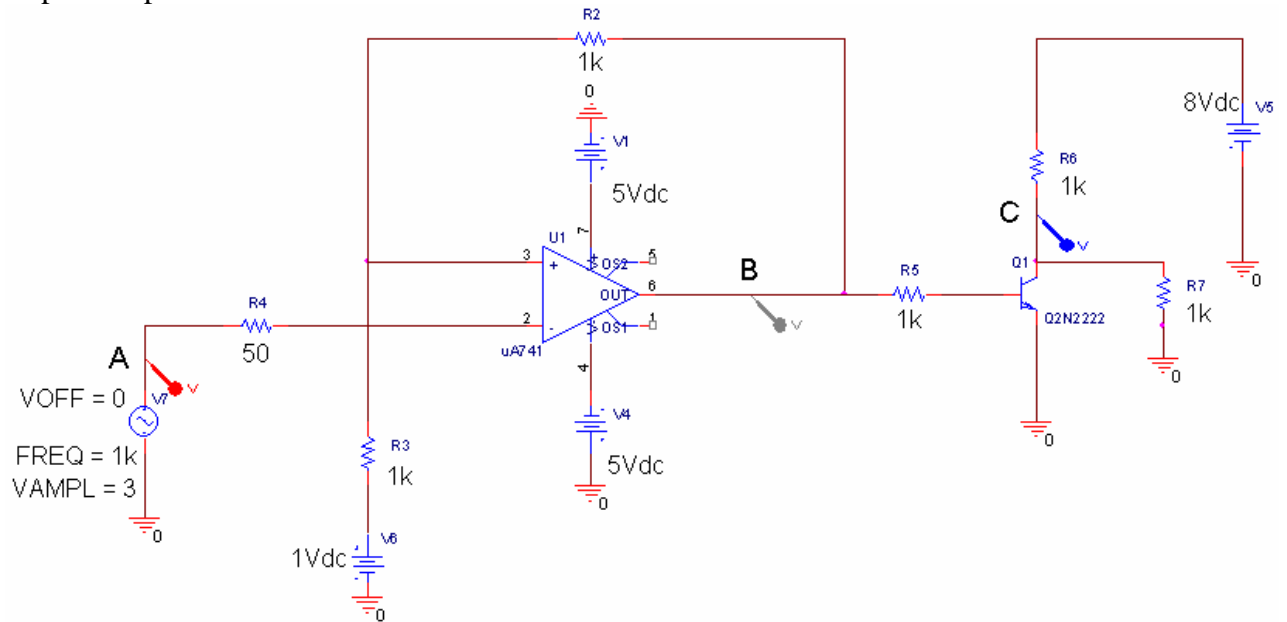 R2
1k
0
V1
5Vdc
8Vdc
V5
R6
1k
C
V
U1
7
5
OS2
3
+
B
R5
Q1
6
OUT
R7
R4
2
-
OS1
1
V
1k
1k
Q2N2222
50
uA741
A
V
4
0
0
VOFF = 0
V7
V4
0
FREQ = 1k
R3
1k
5Vdc
VAMPL = 3
0
0
V6
1Vdc
0